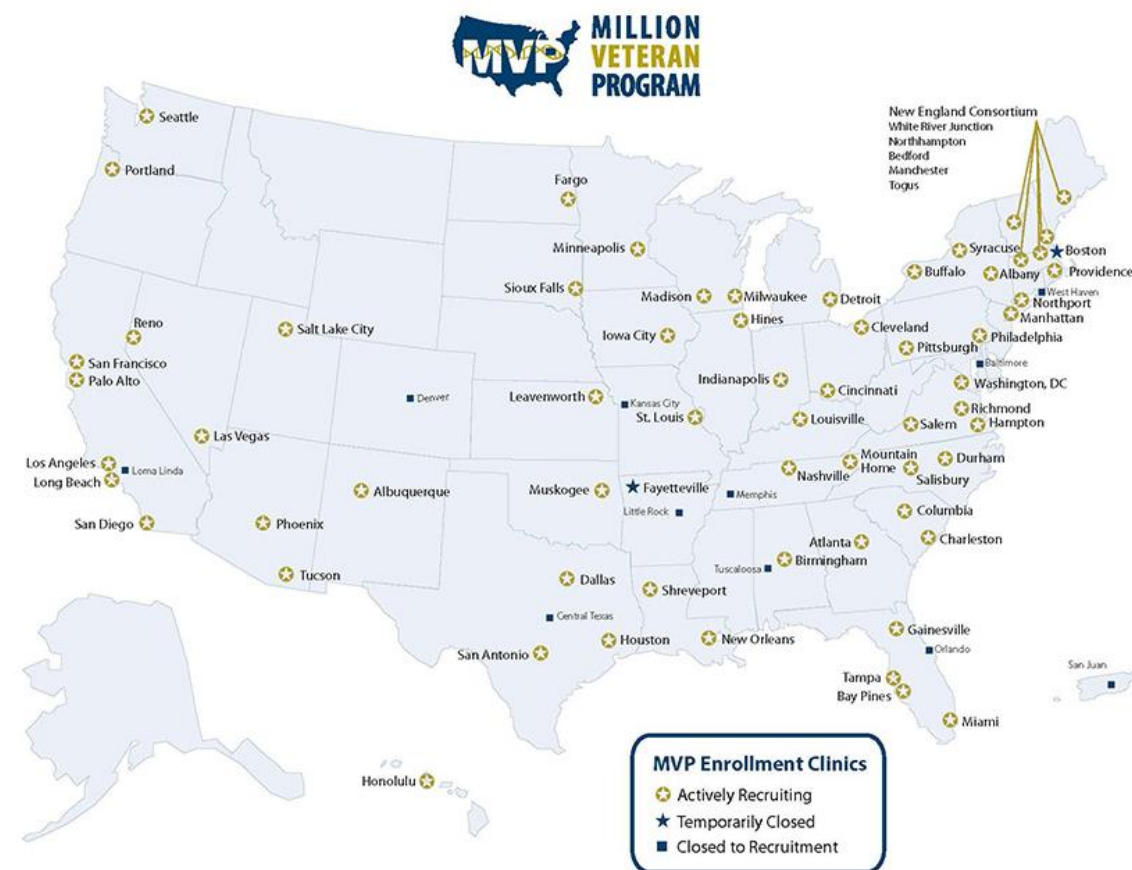 MVP
MILLION
VETERAN
PROGRAM
New England Consortium
White River Junction
Northhampton
Bedford
Manchester
Togus
Seattle
Portland
Fargo
Minneapolis
Sioux Falls
Syracuse
Boston
Buffalo
Albany
Providence
West Haven
Northport
Manhattan
Madison
Milwaukee
Detroit
Hines
Cleveland
Reno
Salt Lake City
Iowa City
Pittsburgh
Philadelphia
San Francisco
Palo Alto
Baltimore
Indianapolis
Cincinnati
Washington, DC
Denver
Leavenworth
Kansas City
St. Louis
Louisville
Richmond
Salem
Hampton
Las Vegas
Los Angeles
Loma Linda
Long Beach
Mountain
Home
Durham
Nashville
Salisbury
Albuquerque
Muskogee
Fayetteville
Memphis
Little Rock
San Diego
Phoenix
Columbia
Atlanta
Charleston
Birmingham
Tuscaloosa
Tucson
Dallas
Shreveport
Central Texas
Houston
New Orleans
Gainesville
San Antonio
Orlando
Tampa
Bay Pines
San Juan
Miami
Honolulu
MVP Enrollment Clinics
Actively Recruiting
Temporarily Closed
Closed to Recruitment